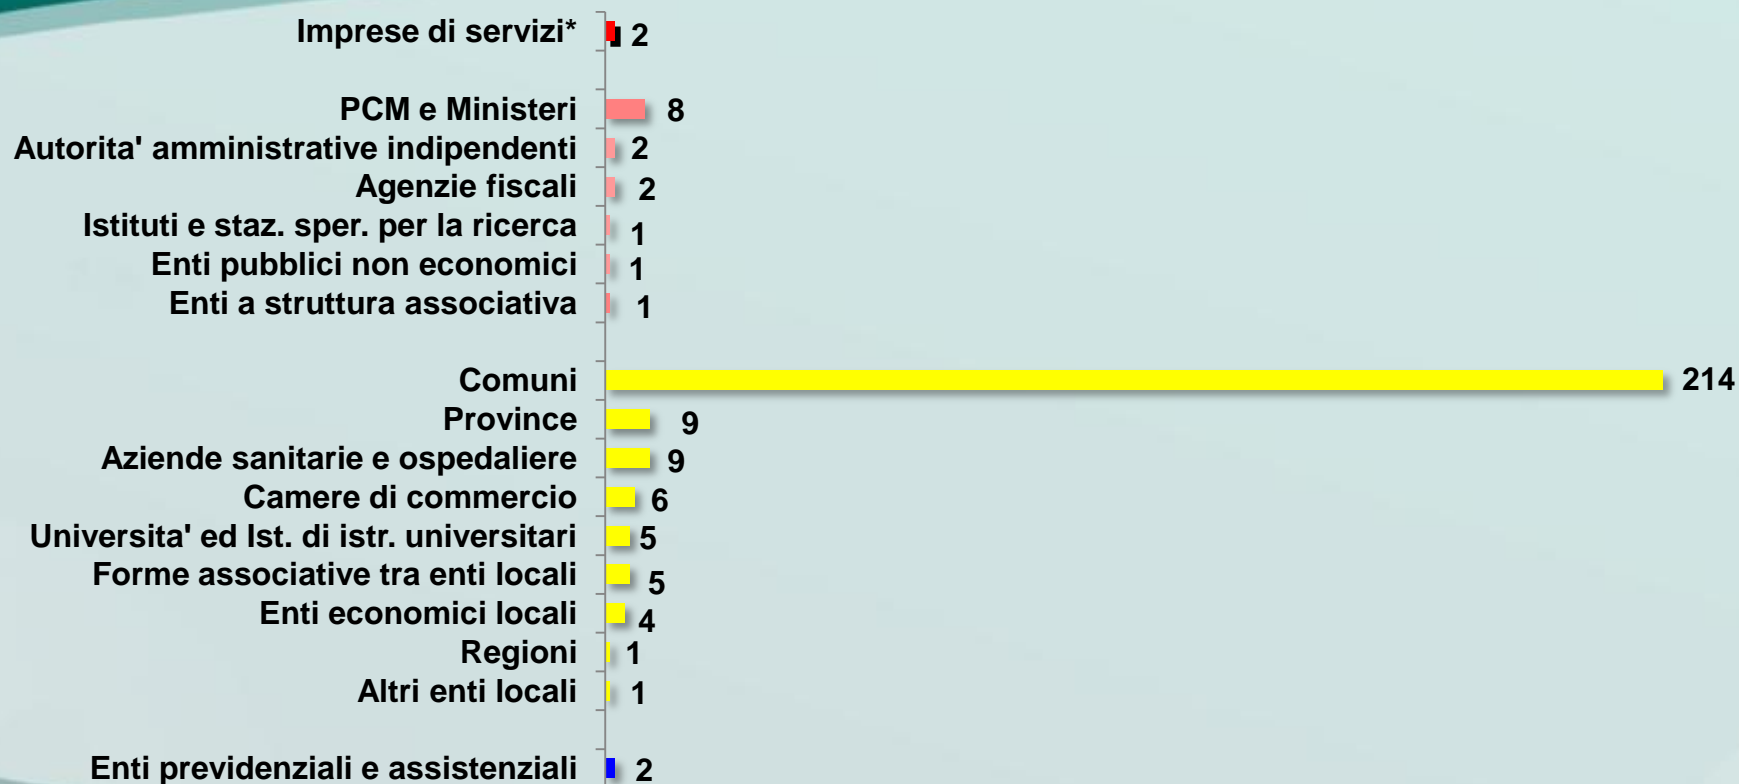 Imprese di servizi* 2
PCM e Ministeri 8
Autorita' amministrative indipendenti 2
Agenzie fiscali 2
Istituti e staz. sper. per la ricerca 1
Enti pubblici non economici 1
Enti a struttura associativa 1
Comuni 214
Province 9
Aziende sanitarie e ospedaliere 9
Camere di commercio 6
Universita' ed Ist. di istr. universitari 5
Forme associative tra enti locali 5
Enti economici locali 4
Regioni 1
Altri enti locali 1
Enti previdenziali e assistenziali 2